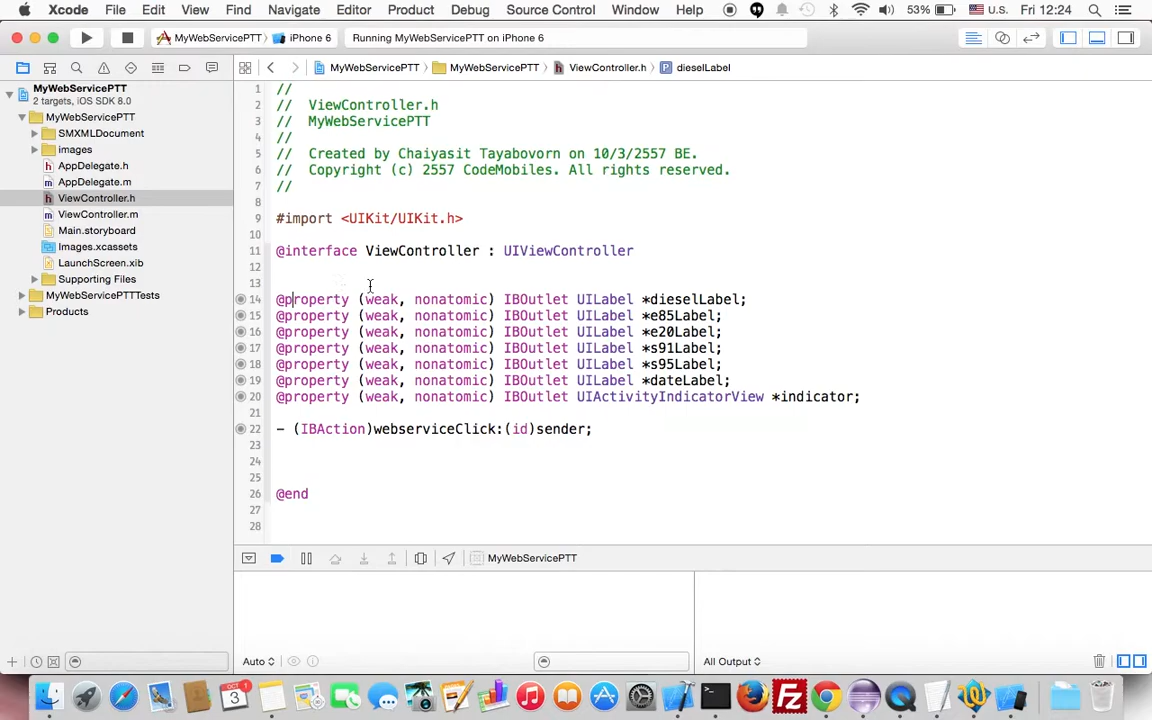 Xcode File Edit View Find Navigate Editor Product Debug Source Control Window Help 53% U.S. Fri 12:24
MyWebServicePTT iPhone 6 Running MyWebServicePTT on iPhone 6
MyWebServicePTT MyWebServicePTT ViewController.h dieselLabel
MyWebServicePTT
2 targets, iOS SDK 8.0
MyWebServicePTT
SMXMLDocument
images
AppDelegate.h
AppDelegate.m
ViewController.h
ViewController.m
Main.storyboard
Images.xcassets
LaunchScreen.xib
Supporting Files
MyWebServicePTTTests
Products
1 //
2 // ViewController.h
3 // MyWebServicePTT
4 //
5 // Created by Chaiyasit Tayabovorn on 10/3/2557 BE.
6 // Copyright (c) 2557 CodeMobiles. All rights reserved.
7 //
8
9 #import <UIKit/UIKit.h>
10
11 @interface ViewController : UIViewController
12
13
14 @property (weak, nonatomic) IBOutlet UILabel *dieselLabel;
15 @property (weak, nonatomic) IBOutlet UILabel *e85Label;
16 @property (weak, nonatomic) IBOutlet UILabel *e20Label;
17 @property (weak, nonatomic) IBOutlet UILabel *s91Label;
18 @property (weak, nonatomic) IBOutlet UILabel *s95Label;
19 @property (weak, nonatomic) IBOutlet UILabel *dateLabel;
20 @property (weak, nonatomic) IBOutlet UIActivityIndicatorView *indicator;
21
22 - (IBAction)webserviceClick:(id)sender;
23
24
25
26 @end
27
28
MyWebServicePTT
Auto All Output
OCT
3
1